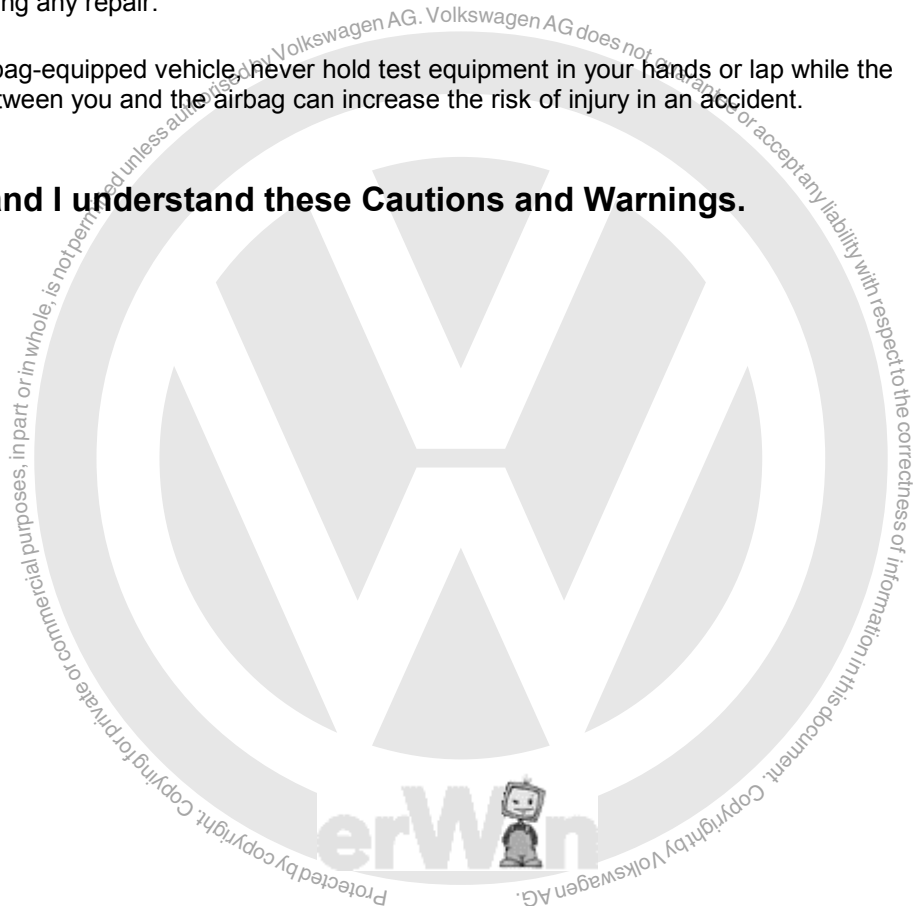 ng any repair.
bag-equipped vehicle, never hold test equipment in your hands or lap while the
tween you and the airbag can increase the risk of injury in an accident.
nd I understand these Cautions and Warnings.
Protected by copyright. Copying for private or commercial purposes, in part or in whole, is not permitted unless authorised by Volkswagen AG. Volkswagen AG does not guarantee or accept any liability with respect to the correctness of information in this document. Copyright by Volkswagen AG.
erWin